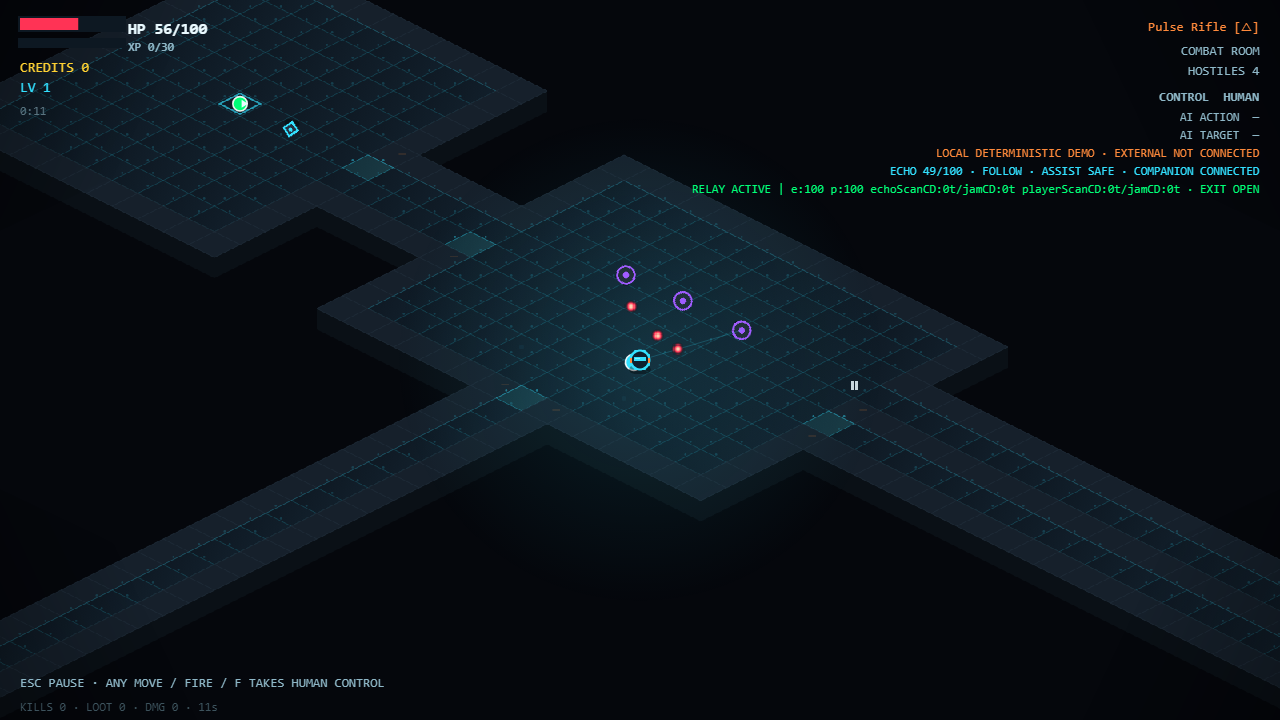 HP 56/100
XP 0/30
CREDITS 0
LV 1
0:11
Pulse Rifle [△]
COMBAT ROOM
HOSTILES 4
CONTROL HUMAN
AI ACTION —
AI TARGET —
LOCAL DETERMINISTIC DEMO · EXTERNAL NOT CONNECTED
ECHO 49/100 · FOLLOW · ASSIST SAFE · COMPANION CONNECTED
RELAY ACTIVE | e:100 p:100 echoScanCD:0t/jamCD:0t playerScanCD:0t/jamCD:0t · EXIT OPEN
ESC PAUSE · ANY MOVE / FIRE / F TAKES HUMAN CONTROL
KILLS 0 · LOOT 0 · DMG 0 · 11s